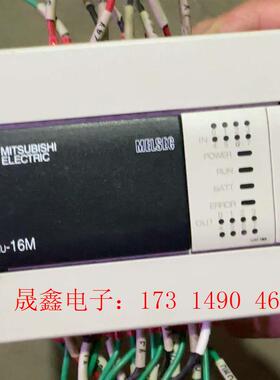 MITSUBISHI
ELECTRIC
MELSEC
IN
POWER
RUN
BATT
ERROR
OUT
u-16M
晟鑫电子：173 1490 46